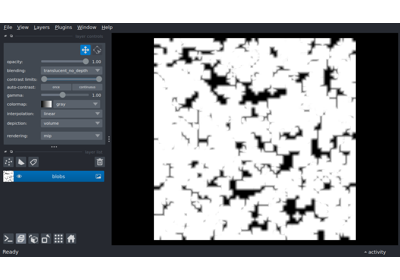 File View Layers Plugins Window Help
opacity: 1.00
blending: translucent_no_depth
contrast limits:
auto-contrast: once continuous
gamma: 1.00
colormap: gray
interpolation: linear
depiction: volume
rendering: mip
blobs
Ready
activity